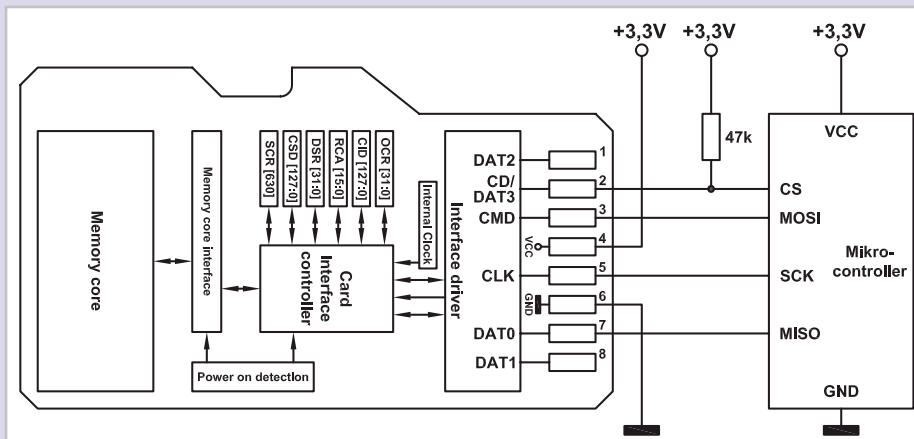 +3,3V
+3,3V
+3,3V
47k
Memory core
Memory core interface
SCR [630]
CSD [127:0]
DSR [31:0]
RCA [15:0]
CID [127:0]
OCR [31:0]
Internal Clock
Card
Interface
controller
Power on detection
Interface driver
DAT2
CD/
DAT3
CMD
VCC
CLK
GND
DAT0
DAT1
1
2
3
4
5
6
7
8
VCC
CS
MOSI
Mikro-
controller
SCK
MISO
GND